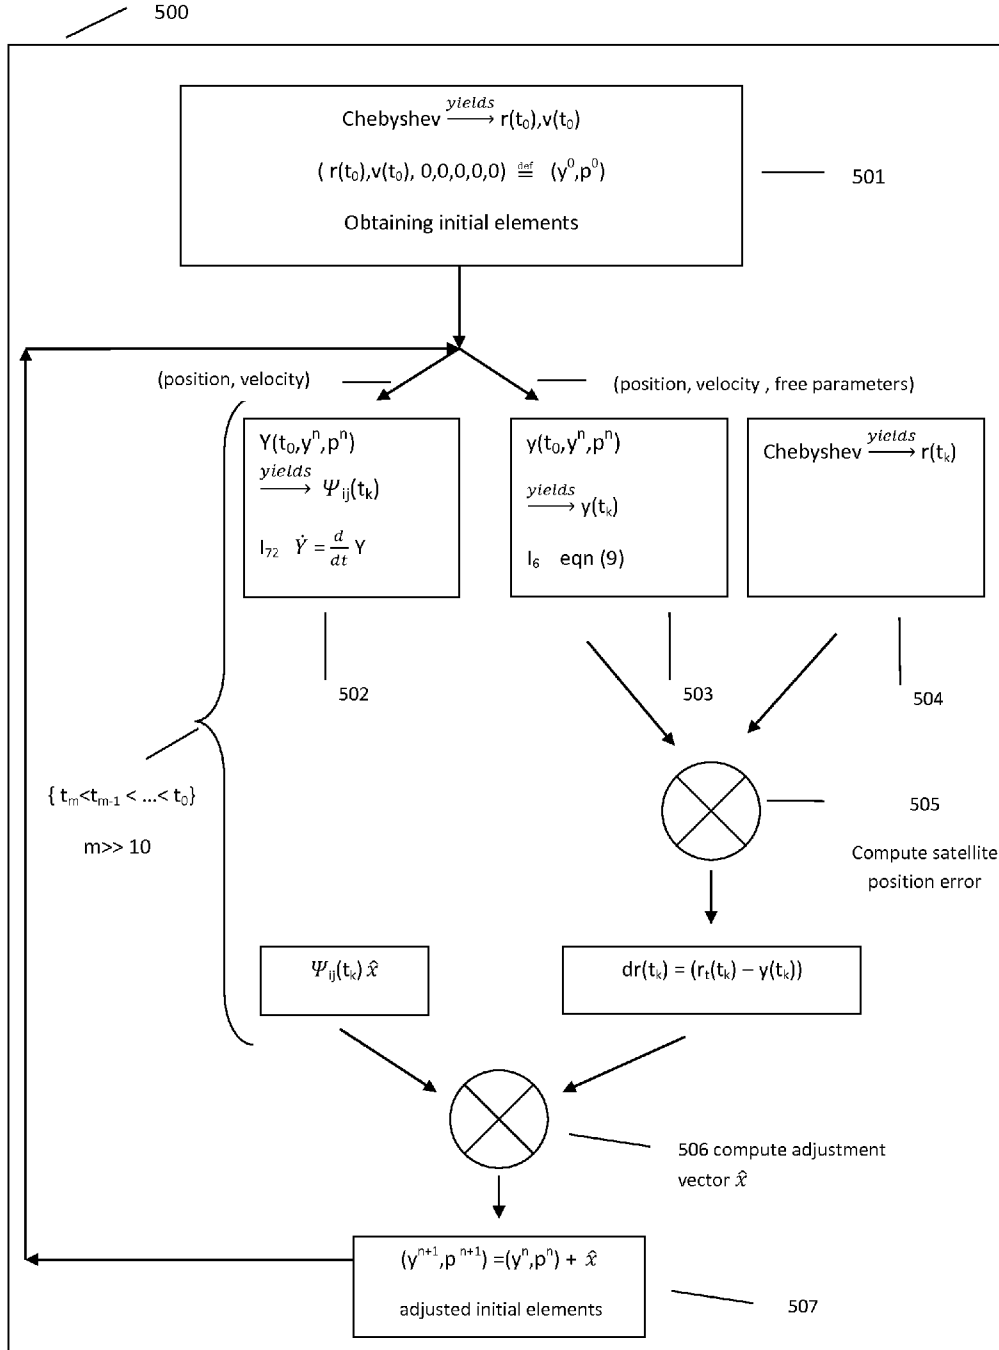 500
Chebyshev yields⟶ r(t₀),v(t₀)
( r(t₀),v(t₀), 0,0,0,0,0) def≡ (y⁰,p⁰)
Obtaining initial elements
501
(position, velocity)
(position, velocity , free parameters)
Y(t₀,yⁿ,pⁿ)
yields⟶ Ψᵢⱼ(tₖ)
I₇₂ Ẏ = d/dt Y
502
y(t₀,yⁿ,pⁿ)
yields⟶ y(tₖ)
I₆ eqn (9)
503
Chebyshev yields⟶ r(tₖ)
504
{ tₘ<tₘ₋₁ < ...< t₀}
m>> 10
505
Compute satellite
position error
Ψᵢⱼ(tₖ) x̂
dr(tₖ) = (rₜ(tₖ) – y(tₖ))
506 compute adjustment
vector x̂
(yⁿ⁺¹,p ⁿ⁺¹) =(yⁿ,pⁿ) + x̂
adjusted initial elements
507